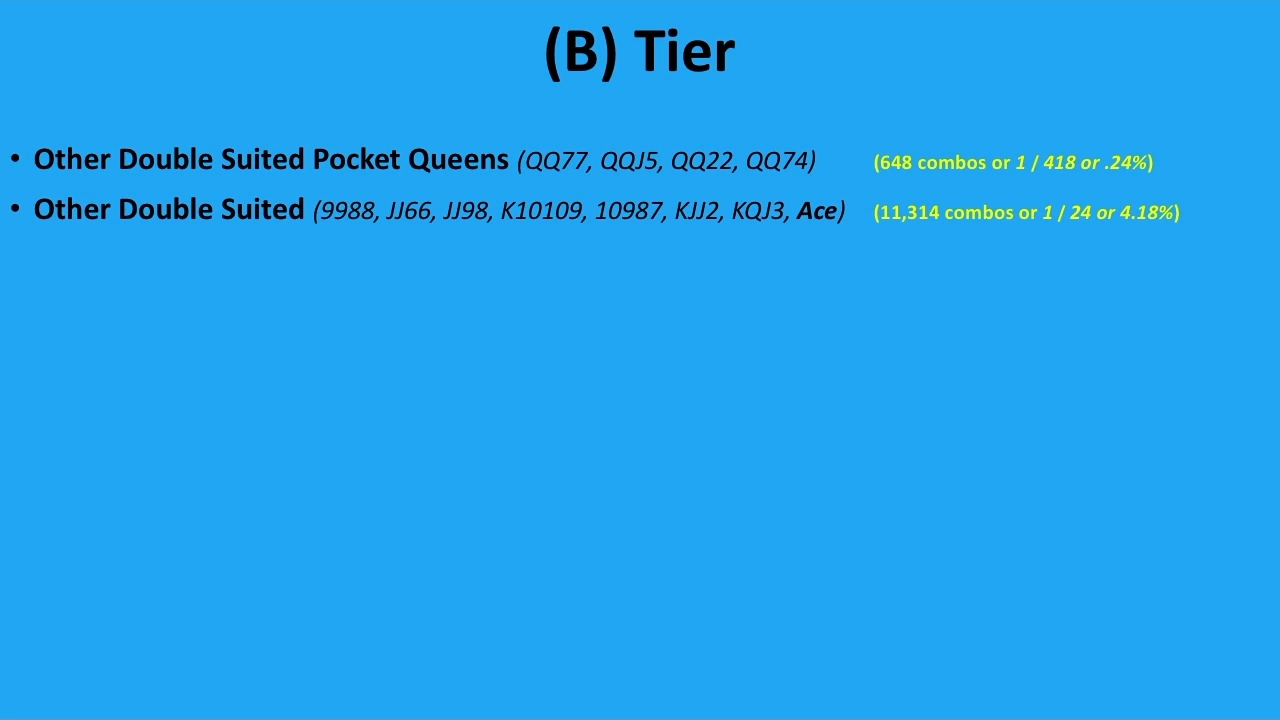 (B) Tier
• Other Double Suited Pocket Queens (QQ77, QQJ5, QQ22, QQ74) (648 combos or 1 / 418 or .24%)
• Other Double Suited (9988, JJ66, JJ98, K10109, 10987, KJJ2, KQJ3, Ace) (11,314 combos or 1 / 24 or 4.18%)